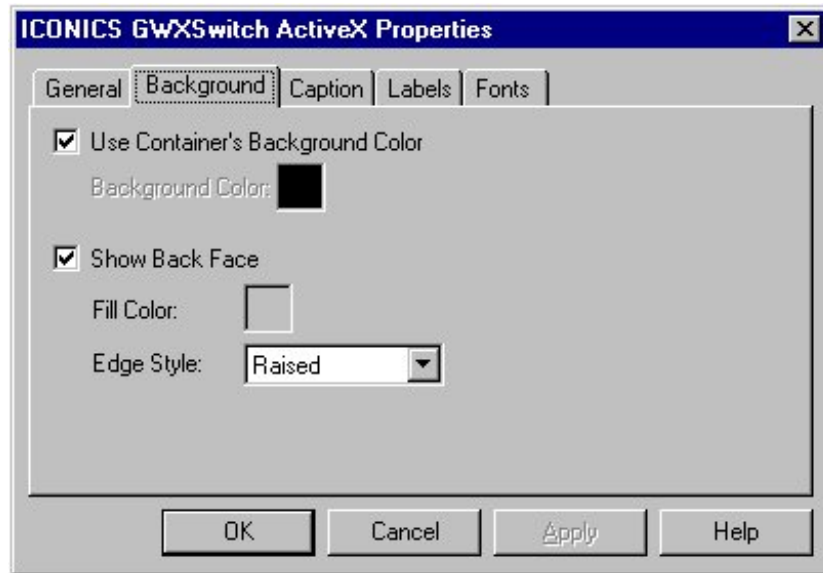 ICONICS GWXSwitch ActiveX Properties
General Background Caption Labels Fonts
Use Container's Background Color
Background Color:
Show Back Face
Fill Color:
Edge Style: Raised
OK Cancel Apply Help